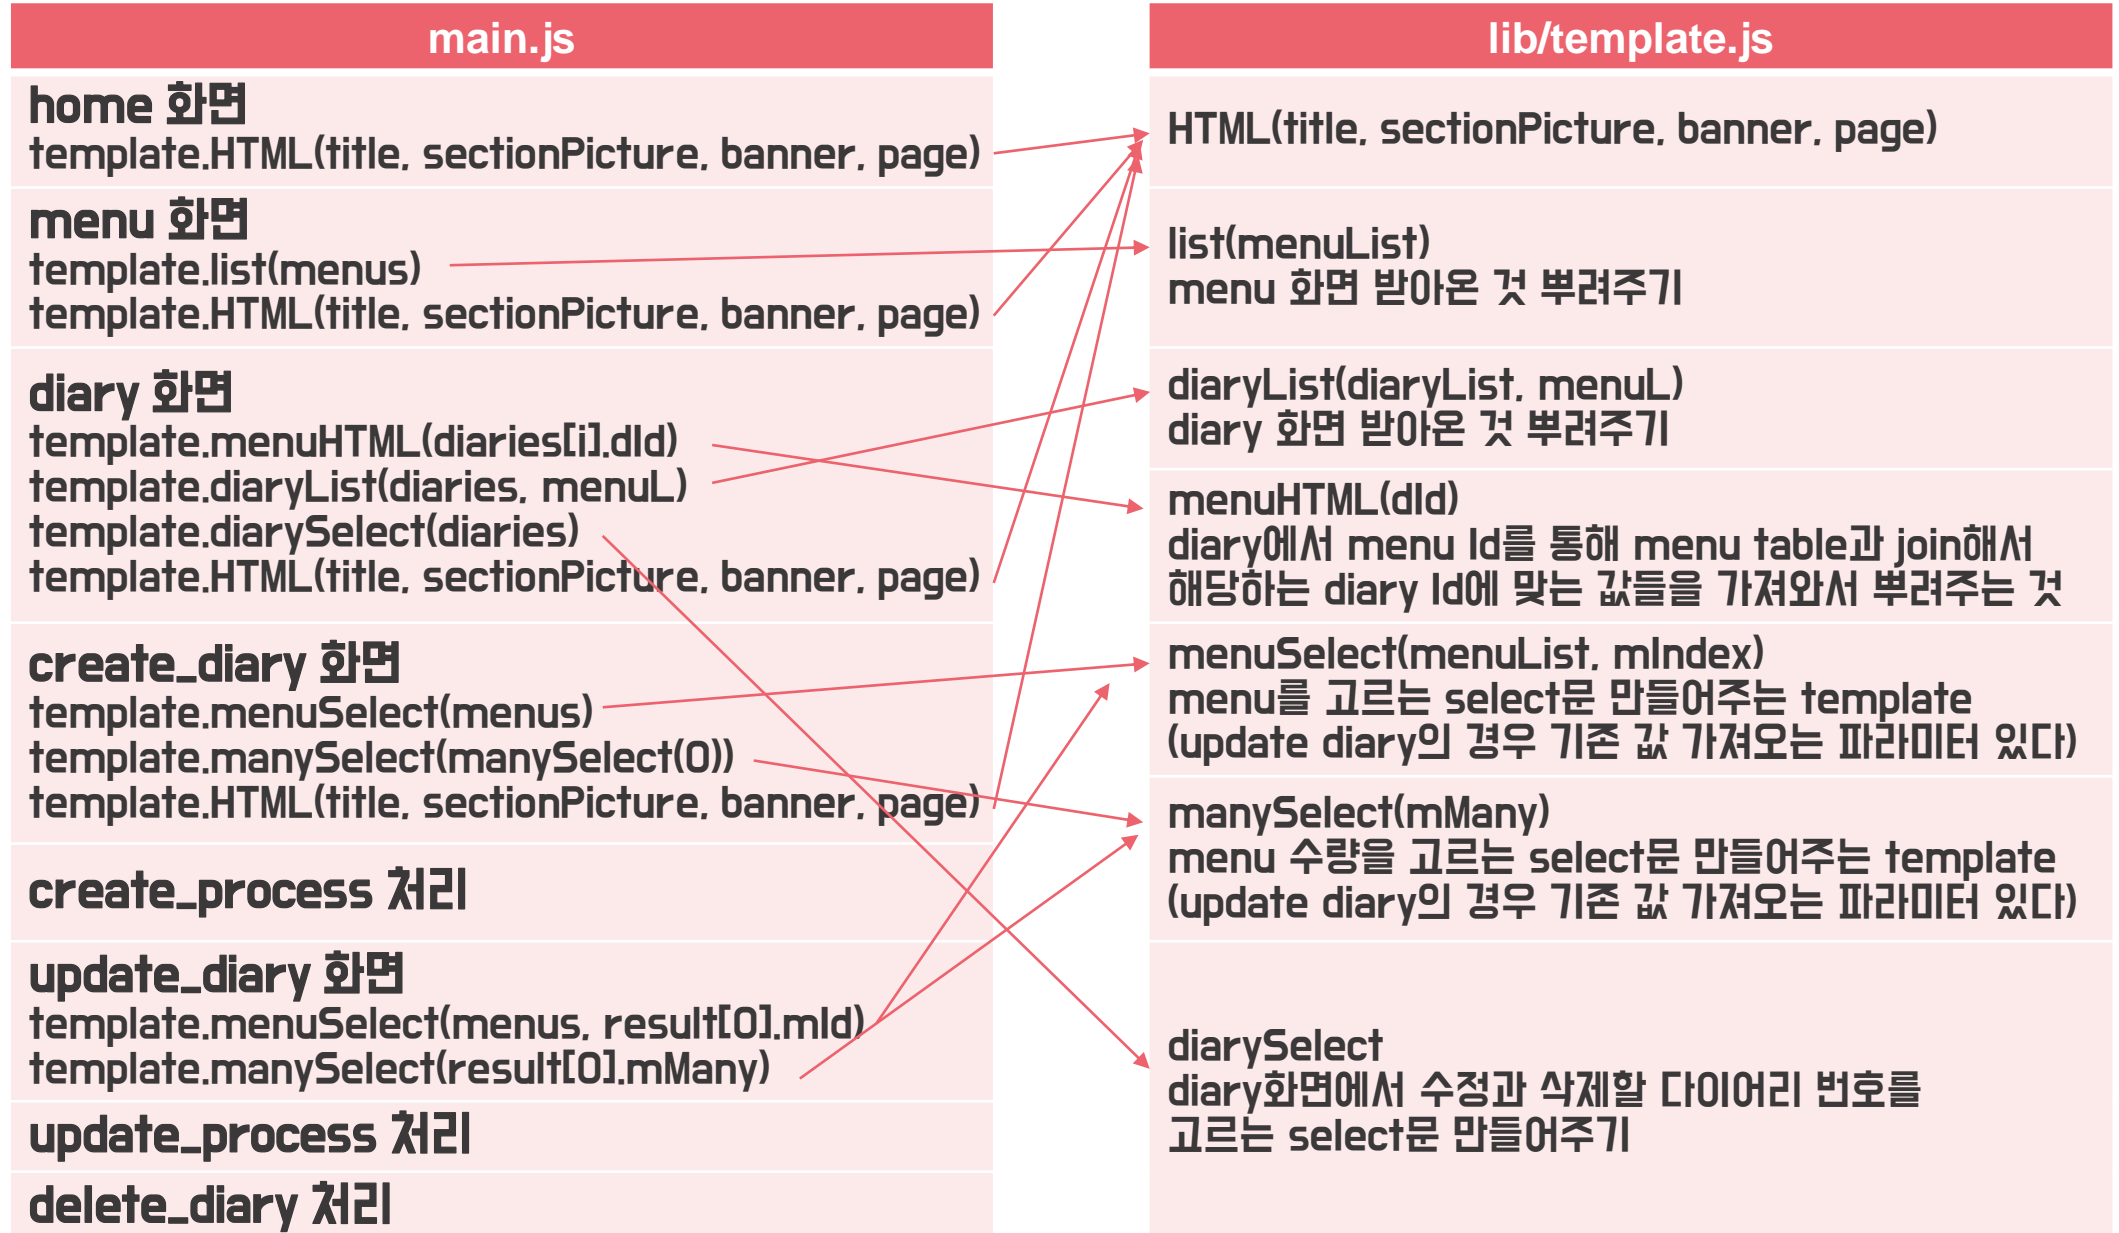 main.js
home 화면
template.HTML(title, sectionPicture, banner, page)
menu 화면
template.list(menus)
template.HTML(title, sectionPicture, banner, page)
diary 화면
template.menuHTML(diaries[i].dId)
template.diaryList(diaries, menuL)
template.diarySelect(diaries)
template.HTML(title, sectionPicture, banner, page)
create_diary 화면
template.menuSelect(menus)
template.manySelect(manySelect(0))
template.HTML(title, sectionPicture, banner, page)
create_process 처리
update_diary 화면
template.menuSelect(menus, result[0].mId)
template.manySelect(result[0].mMany)
update_process 처리
delete_diary 처리
lib/template.js
HTML(title, sectionPicture, banner, page)
list(menuList)
menu 화면 받아온 것 뿌려주기
diaryList(diaryList, menuL)
diary 화면 받아온 것 뿌려주기
menuHTML(dId)
diary에서 menu Id를 통해 menu table과 join해서
해당하는 diary Id에 맞는 값들을 가져와서 뿌려주는 것
menuSelect(menuList, mIndex)
menu를 고르는 select문 만들어주는 template
(update diary의 경우 기존 값 가져오는 파라미터 있다)
manySelect(mMany)
menu 수량을 고르는 select문 만들어주는 template
(update diary의 경우 기존 값 가져오는 파라미터 있다)
diarySelect
diary화면에서 수정과 삭제할 다이어리 번호를
고르는 select문 만들어주기